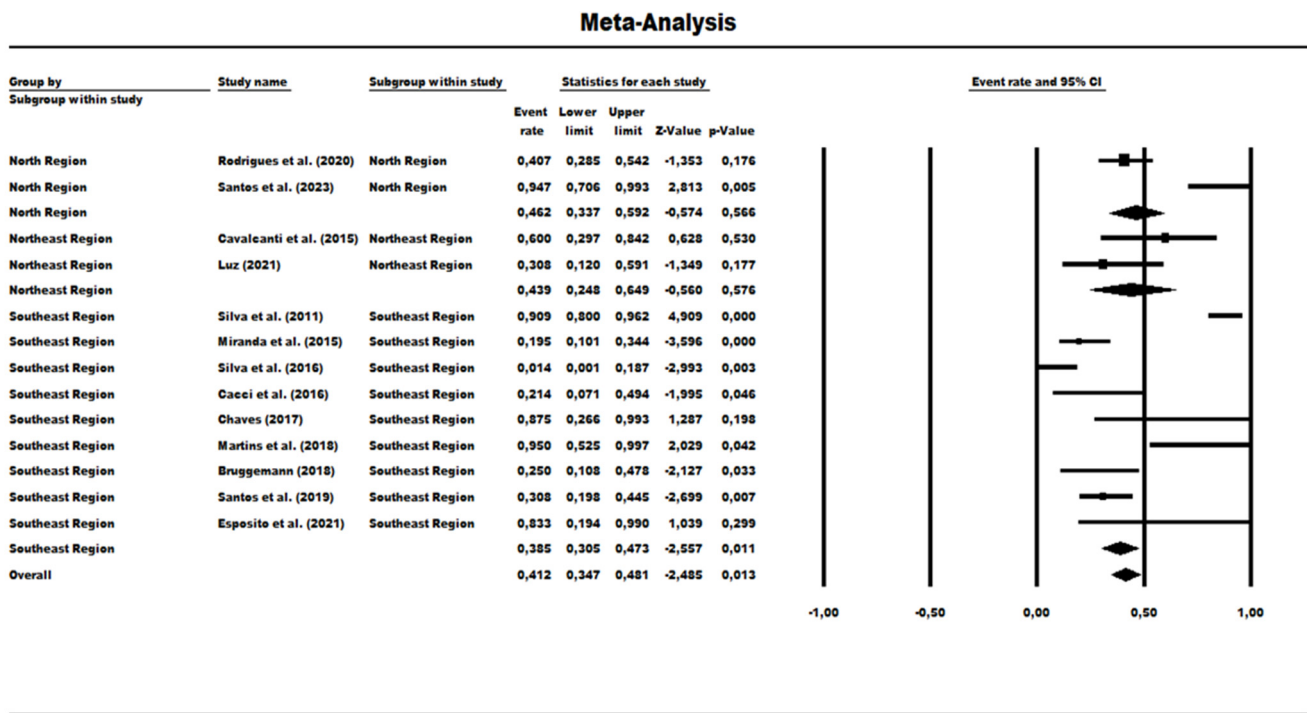 Meta-Analysis
Group by Study name Subgroup within study Statistics for each study Event rate and 95% CI
Subgroup within study
Event Lower Upper
rate limit limit Z-Value p-Value
North Region Rodrigues et al. (2020) North Region 0,407 0,285 0,542 -1,353 0,176
North Region Santos et al. (2023) North Region 0,947 0,706 0,993 2,813 0,005
North Region 0,462 0,337 0,592 -0,574 0,566
Northeast Region Cavalcanti et al. (2015) Northeast Region 0,600 0,297 0,842 0,628 0,530
Northeast Region Luz (2021) Northeast Region 0,308 0,120 0,591 -1,349 0,177
Northeast Region 0,439 0,248 0,649 -0,560 0,576
Southeast Region Silva et al. (2011) Southeast Region 0,909 0,800 0,962 4,909 0,000
Southeast Region Miranda et al. (2015) Southeast Region 0,195 0,101 0,344 -3,596 0,000
Southeast Region Silva et al. (2016) Southeast Region 0,014 0,001 0,187 -2,993 0,003
Southeast Region Cacci et al. (2016) Southeast Region 0,214 0,071 0,494 -1,995 0,046
Southeast Region Chaves (2017) Southeast Region 0,875 0,266 0,993 1,287 0,198
Southeast Region Martins et al. (2018) Southeast Region 0,950 0,525 0,997 2,029 0,042
Southeast Region Bruggemann (2018) Southeast Region 0,250 0,108 0,478 -2,127 0,033
Southeast Region Santos et al. (2019) Southeast Region 0,308 0,198 0,445 -2,699 0,007
Southeast Region Esposito et al. (2021) Southeast Region 0,833 0,194 0,990 1,039 0,299
Southeast Region 0,385 0,305 0,473 -2,557 0,011
Overall 0,412 0,347 0,481 -2,485 0,013
-1,00 -0,50 0,00 0,50 1,00